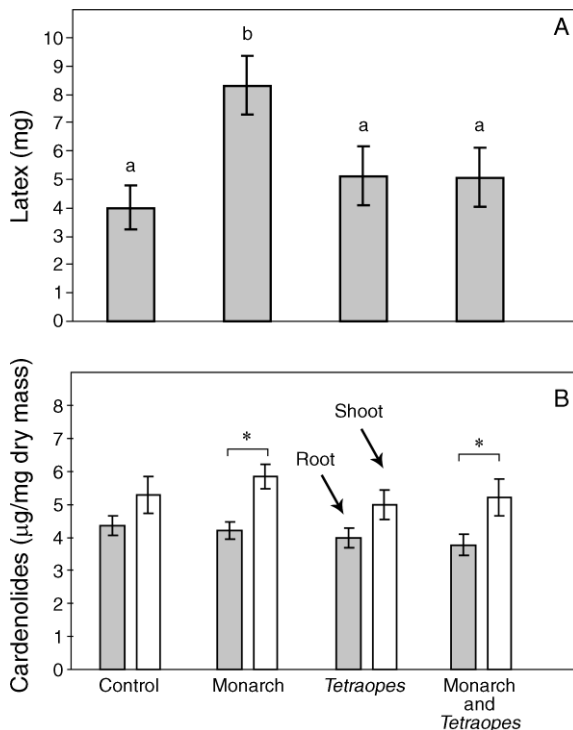 A
10
9
8
7
6
5
4
3
2
1
0
Latex (mg)
a
b
a
a
B
8
7
6
5
4
3
2
1
0
Cardenolides (µg/mg dry mass)
*
Root
Shoot
*
Control
Monarch
Tetraopes
Monarch
and
Tetraopes